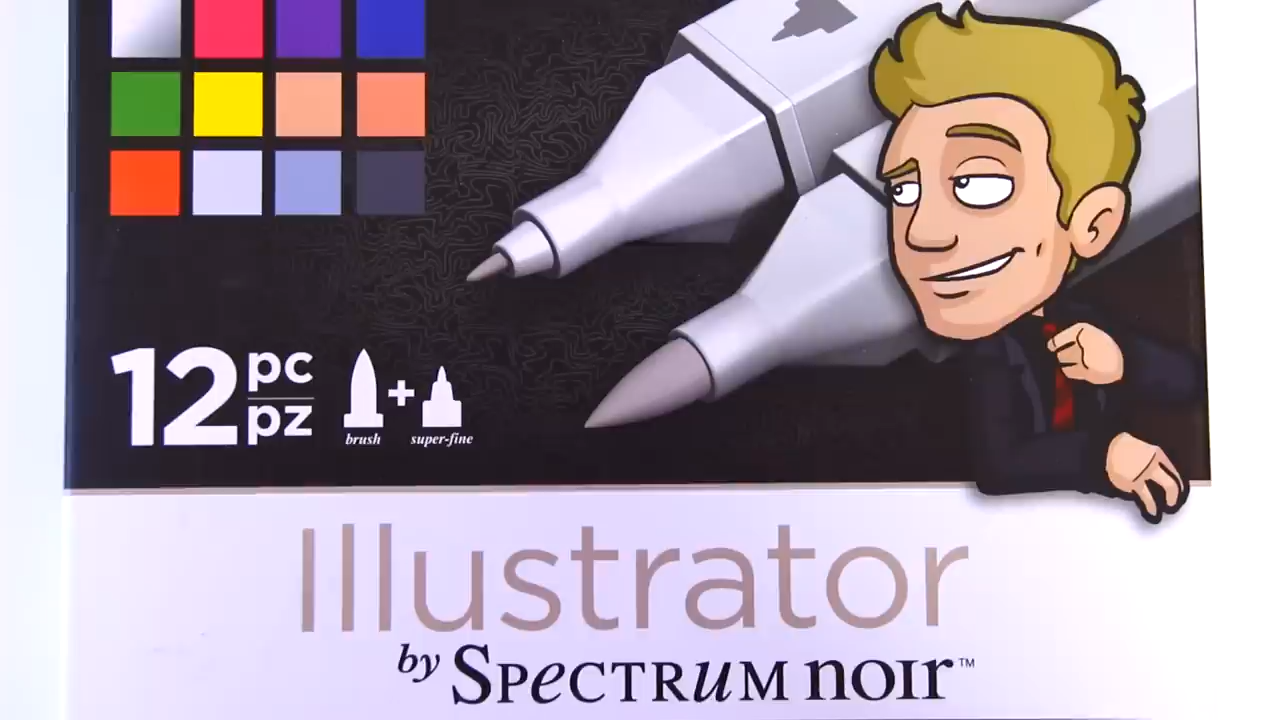 12 pc
pz
+
brush super-fine
Illustrator
by SPECTRUM noir™